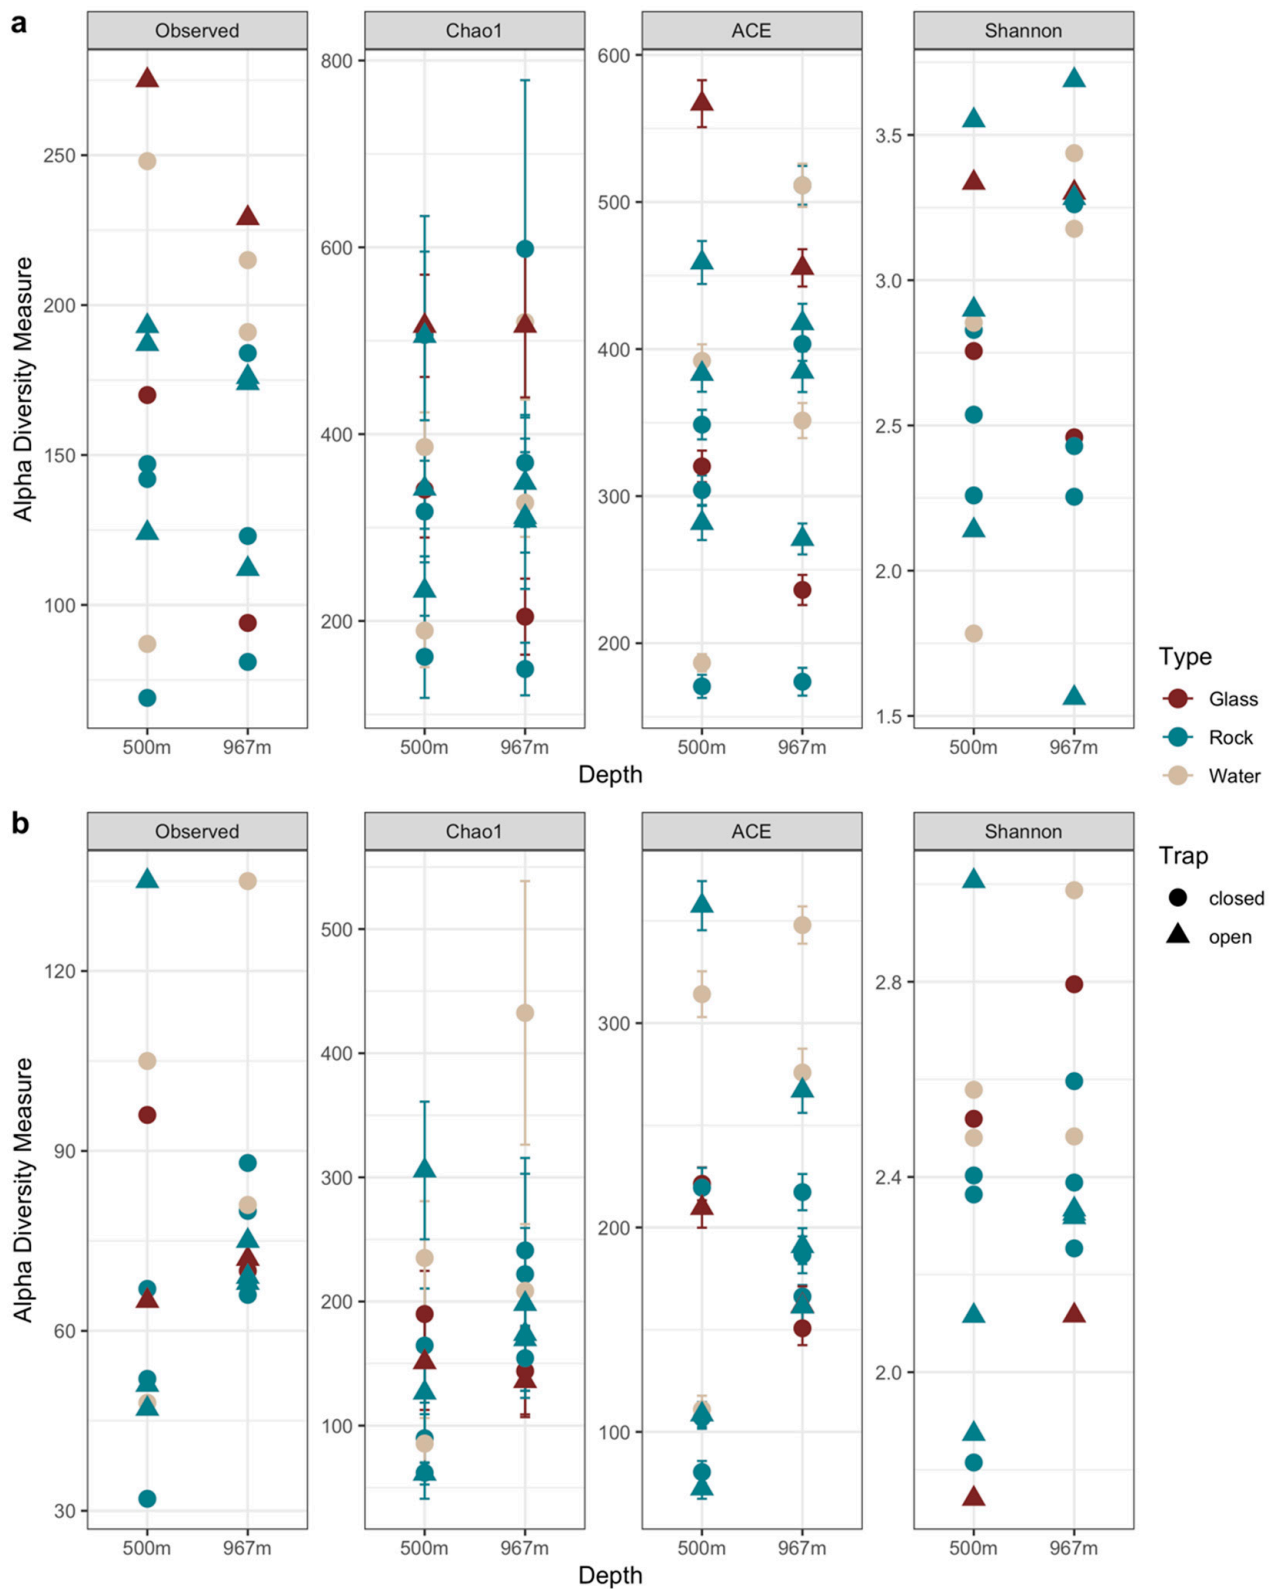 a
Observed
Chao1
ACE
Shannon
Alpha Diversity Measure
250
200
150
100
800
600
400
200
600
500
400
300
200
3.5
3.0
2.5
2.0
1.5
500m 967m
500m 967m
500m 967m
500m 967m
Depth
Type
Glass
Rock
Water
Trap
closed
open
b
Observed
Chao1
ACE
Shannon
Alpha Diversity Measure
120
90
60
30
500
400
300
200
100
300
200
100
2.8
2.4
2.0
500m 967m
500m 967m
500m 967m
500m 967m
Depth